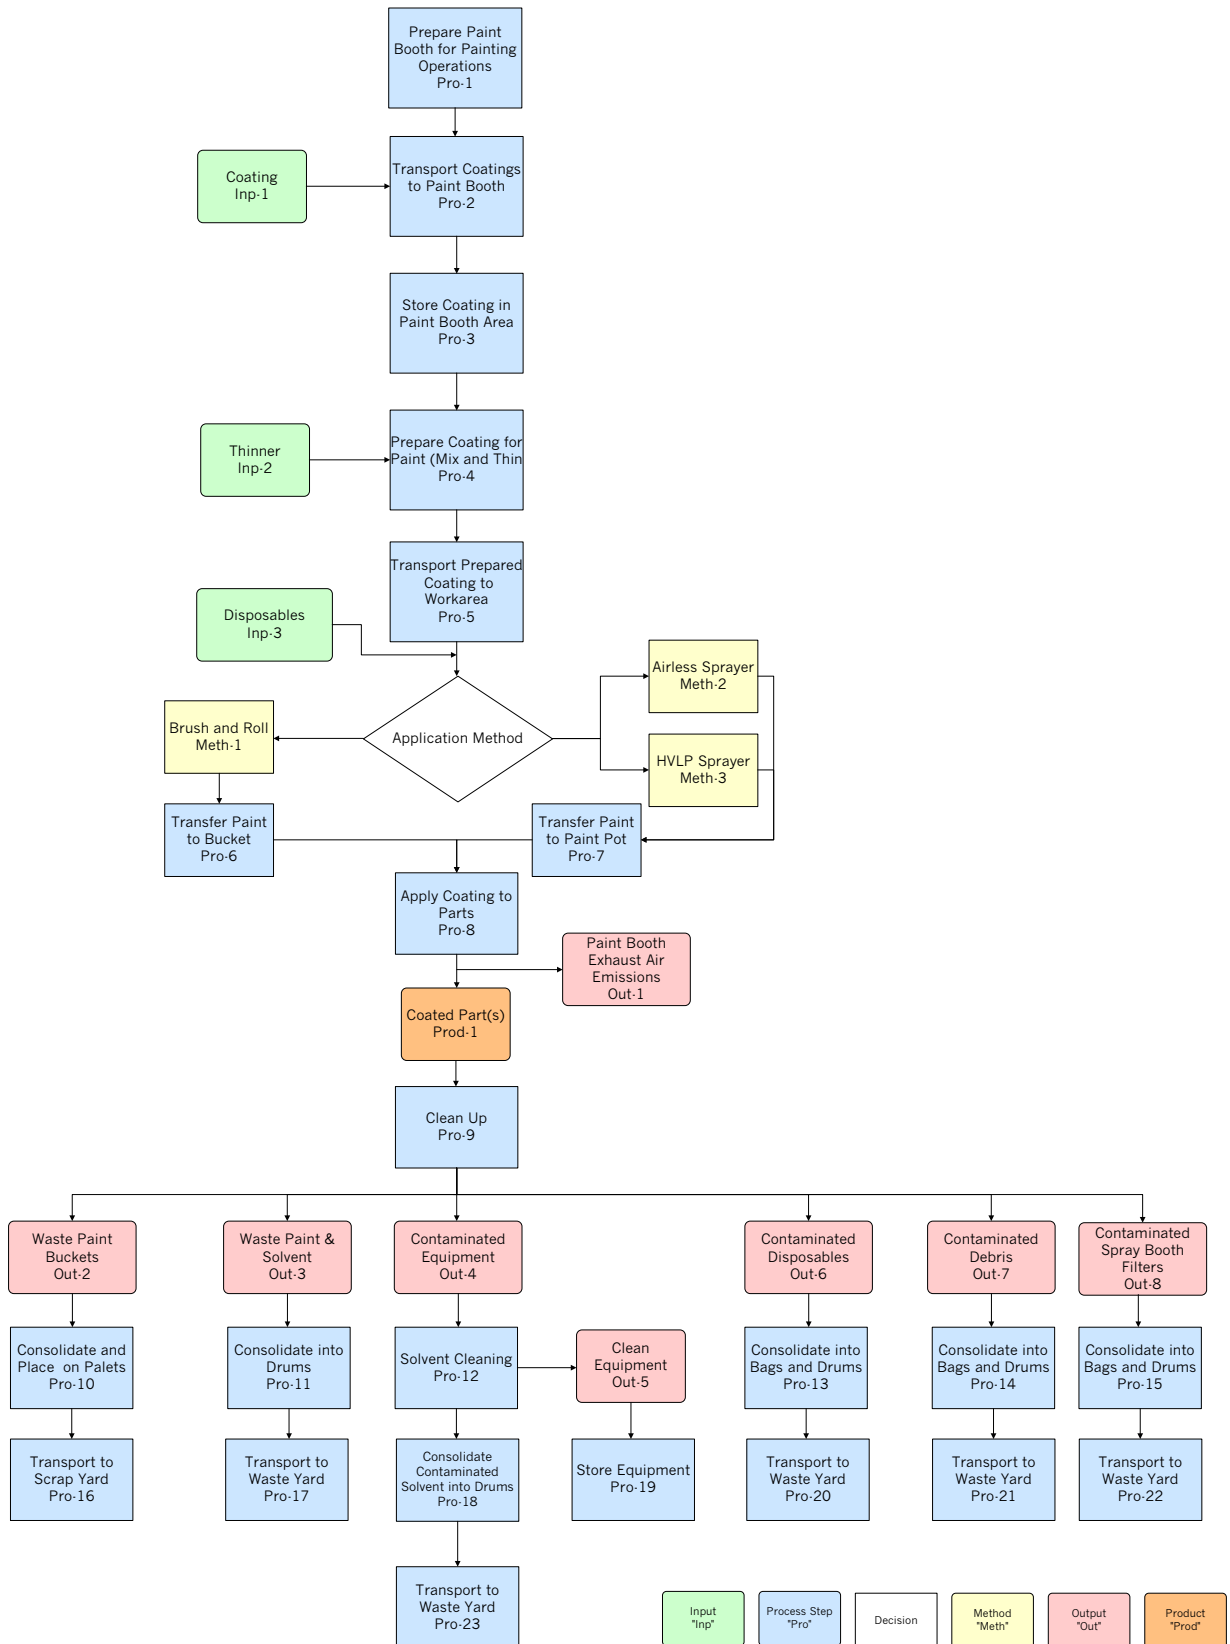 Prepare Paint
Booth for Painting
Operations
Pro-1
Coating
Inp-1
Transport Coatings
to Paint Booth
Pro-2
Store Coating in
Paint Booth Area
Pro-3
Thinner
Inp-2
Prepare Coating for
Paint (Mix and Thin
Pro-4
Transport Prepared
Coating to
Workarea
Pro-5
Disposables
Inp-3
Airless Sprayer
Meth-2
Brush and Roll
Meth-1
Application Method
HVLP Sprayer
Meth-3
Transfer Paint
to Bucket
Pro-6
Transfer Paint
to Paint Pot
Pro-7
Apply Coating to
Parts
Pro-8
Paint Booth
Exhaust Air
Emissions
Out-1
Coated Part(s)
Prod-1
Clean Up
Pro-9
Waste Paint
Buckets
Out-2
Waste Paint &
Solvent
Out-3
Contaminated
Equipment
Out-4
Contaminated
Disposables
Out-6
Contaminated
Debris
Out-7
Contaminated
Spray Booth
Filters
Out-8
Consolidate and
Place on Palets
Pro-10
Consolidate into
Drums
Pro-11
Solvent Cleaning
Pro-12
Clean
Equipment
Out-5
Consolidate into
Bags and Drums
Pro-13
Consolidate into
Bags and Drums
Pro-14
Consolidate into
Bags and Drums
Pro-15
Transport to
Scrap Yard
Pro-16
Transport to
Waste Yard
Pro-17
Consolidate
Contaminated
Solvent into Drums
Pro-18
Store Equipment
Pro-19
Transport to
Waste Yard
Pro-20
Transport to
Waste Yard
Pro-21
Transport to
Waste Yard
Pro-22
Transport to
Waste Yard
Pro-23
Input
"Inp"
Process Step
"Pro"
Decision
Method
"Meth"
Output
"Out"
Product
"Prod"